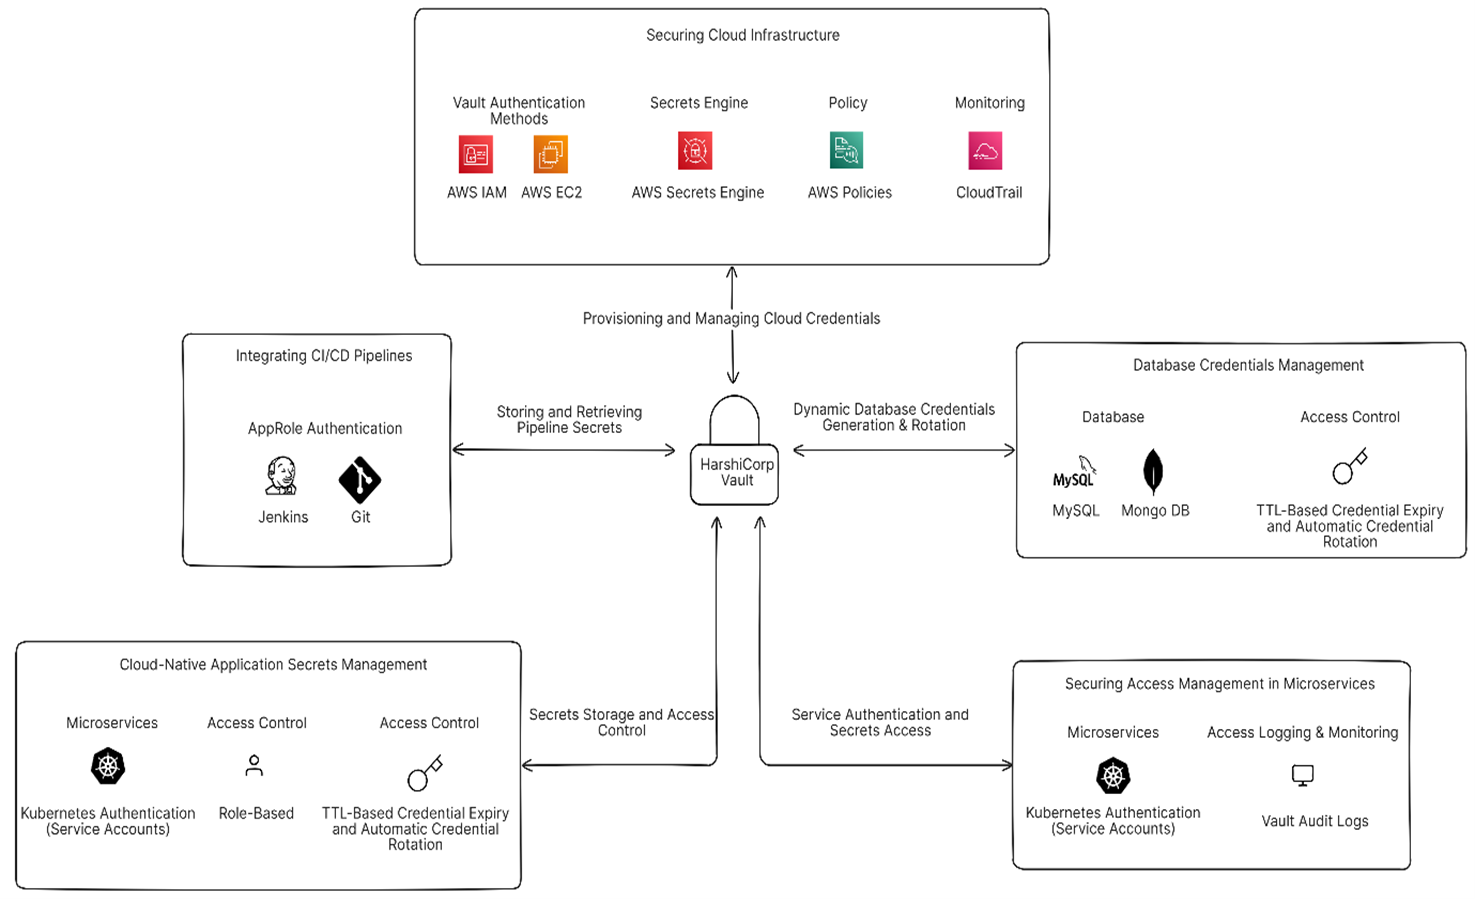 Securing Cloud Infrastructure
Vault Authentication
Methods
Secrets Engine
Policy
Monitoring
AWS IAM
AWS EC2
AWS Secrets Engine
AWS Policies
CloudTrail
Provisioning and Managing Cloud Credentials
Integrating CI/CD Pipelines
AppRole Authentication
Jenkins
Git
Storing and Retrieving
Pipeline Secrets
HarshiCorp
Vault
Dynamic Database Credentials
Generation & Rotation
Database Credentials Management
Database
Access Control
MySQL
MySQL
Mongo DB
TTL-Based Credential Expiry
and Automatic Credential
Rotation
Cloud-Native Application Secrets Management
Microservices
Access Control
Access Control
Kubernetes Authentication
(Service Accounts)
Role-Based
TTL-Based Credential Expiry
and Automatic Credential
Rotation
Secrets Storage and Access
Control
Service Authentication and
Secrets Access
Securing Access Management in Microservices
Microservices
Access Logging & Monitoring
Kubernetes Authentication
(Service Accounts)
Vault Audit Logs